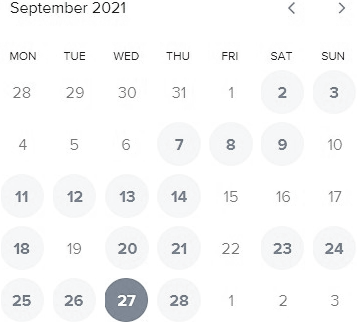 September 2021
MON TUE WED THU FRI SAT SUN
28 29 30 31 1 2 3
4 5 6 7 8 9 10
11 12 13 14 15 16 17
18 19 20 21 22 23 24
25 26 27 28 1 2 3